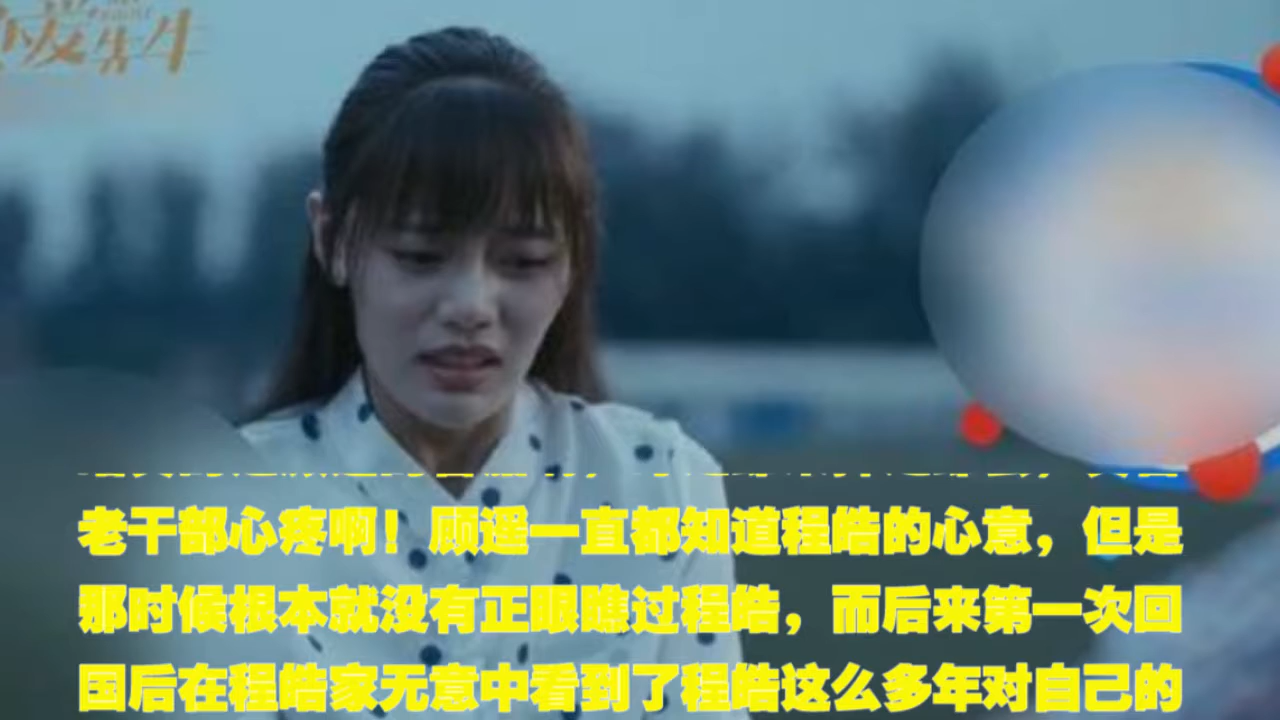 老干部心疼啊！顾遥一直都知道程皓的心意，但是
那时候根本就没有正眼瞧过程皓，而后来第一次回
国后在程皓家无意中看到了程皓这么多年对自己的